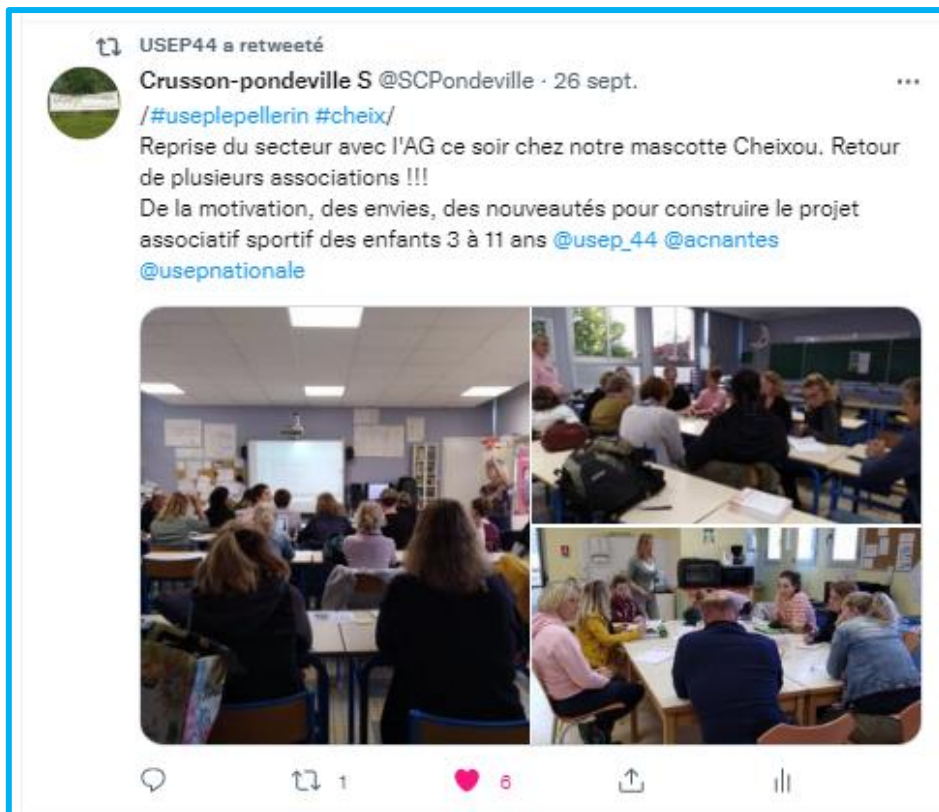 USEP44 a retweeté
Crusson-pondeville S @SCPondeville · 26 sept.
/#useplepellerin #cheix/
Reprise du secteur avec l'AG ce soir chez notre mascotte Cheixou. Retour
de plusieurs associations !!!
De la motivation, des envies, des nouveautés pour construire le projet
associatif sportif des enfants 3 à 11 ans @usep_44 @acnantes
@usepnationale
1
6